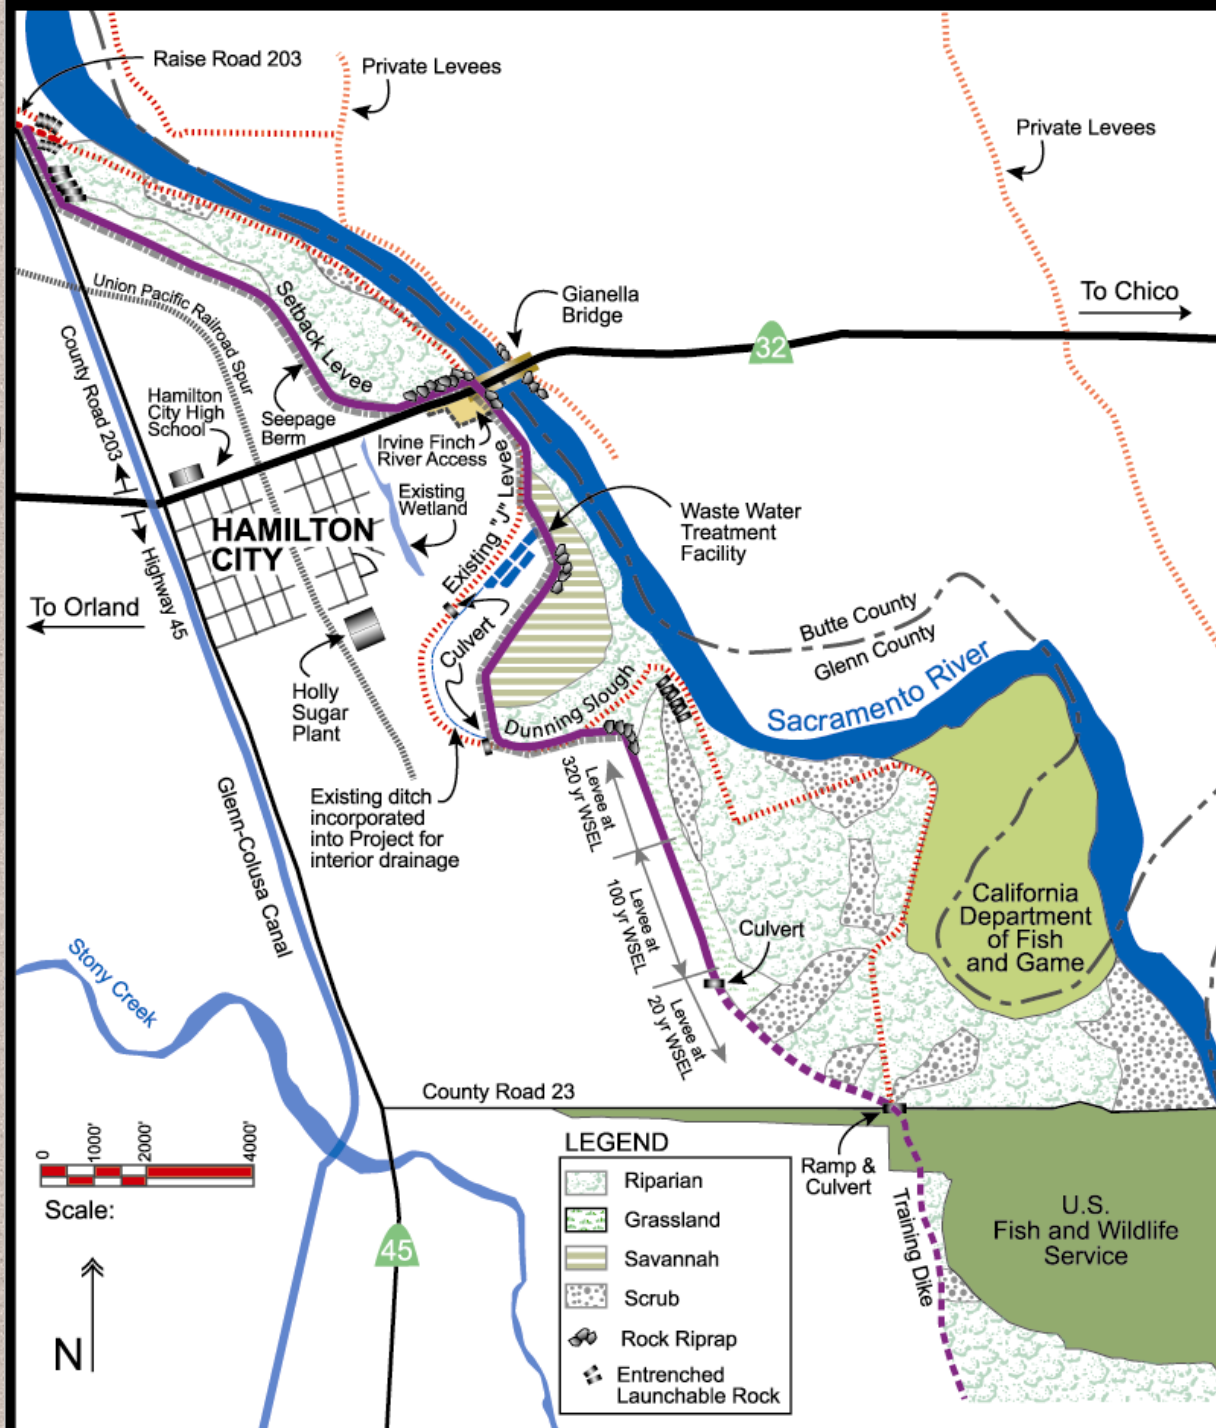 Raise Road 203
Private Levees
Private Levees
To Chico
Gianella
Bridge
32
Union Pacific Railroad Spur
Setback Levee
County Road 203
Hamilton
City High
School
Seepage
Berm
Irvine Finch
River Access
Existing
Wetland
Existing "J" Levee
Waste Water
Treatment
Facility
HAMILTON
CITY
Highway 45
To Orland
Culvert
Butte County
Glenn County
Sacramento River
Holly
Sugar
Plant
Dunning Slough
Existing ditch
incorporated
into Project for
interior drainage
Levee at
320 yr WSEL
Levee at
100 yr WSEL
Levee at
20 yr WSEL
Culvert
California
Department
of Fish
and Game
Glenn-Colusa Canal
Stony Creek
County Road 23
0
1000'
2000'
4000'
Scale:
N
45
LEGEND
Riparian
Grassland
Savannah
Scrub
Rock Riprap
Entrenched
Launchable Rock
Ramp &
Culvert
Training Dike
U.S.
Fish and Wildlife
Service